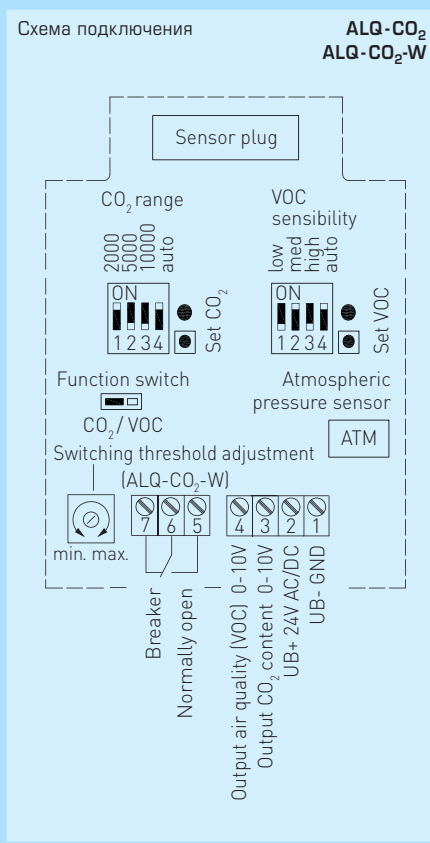 Схема подключения
ALQ-CO₂
ALQ-CO₂-W
Sensor plug
CO₂ range
2000
5000
10000
auto
ON
1 2 3 4
Set CO₂
VOC
sensibility
low
med
high
auto
ON
1 2 3 4
Set VOC
Function switch
CO₂ / VOC
Atmospheric
pressure sensor
ATM
Switching threshold adjustment
(ALQ-CO₂-W)
min. max.
7 6 5
4 3 2 1
Breaker
Normally open
Output air quality (VOC) 0-10V
Output CO₂ content 0-10V
UB+ 24V AC/DC
UB- GND